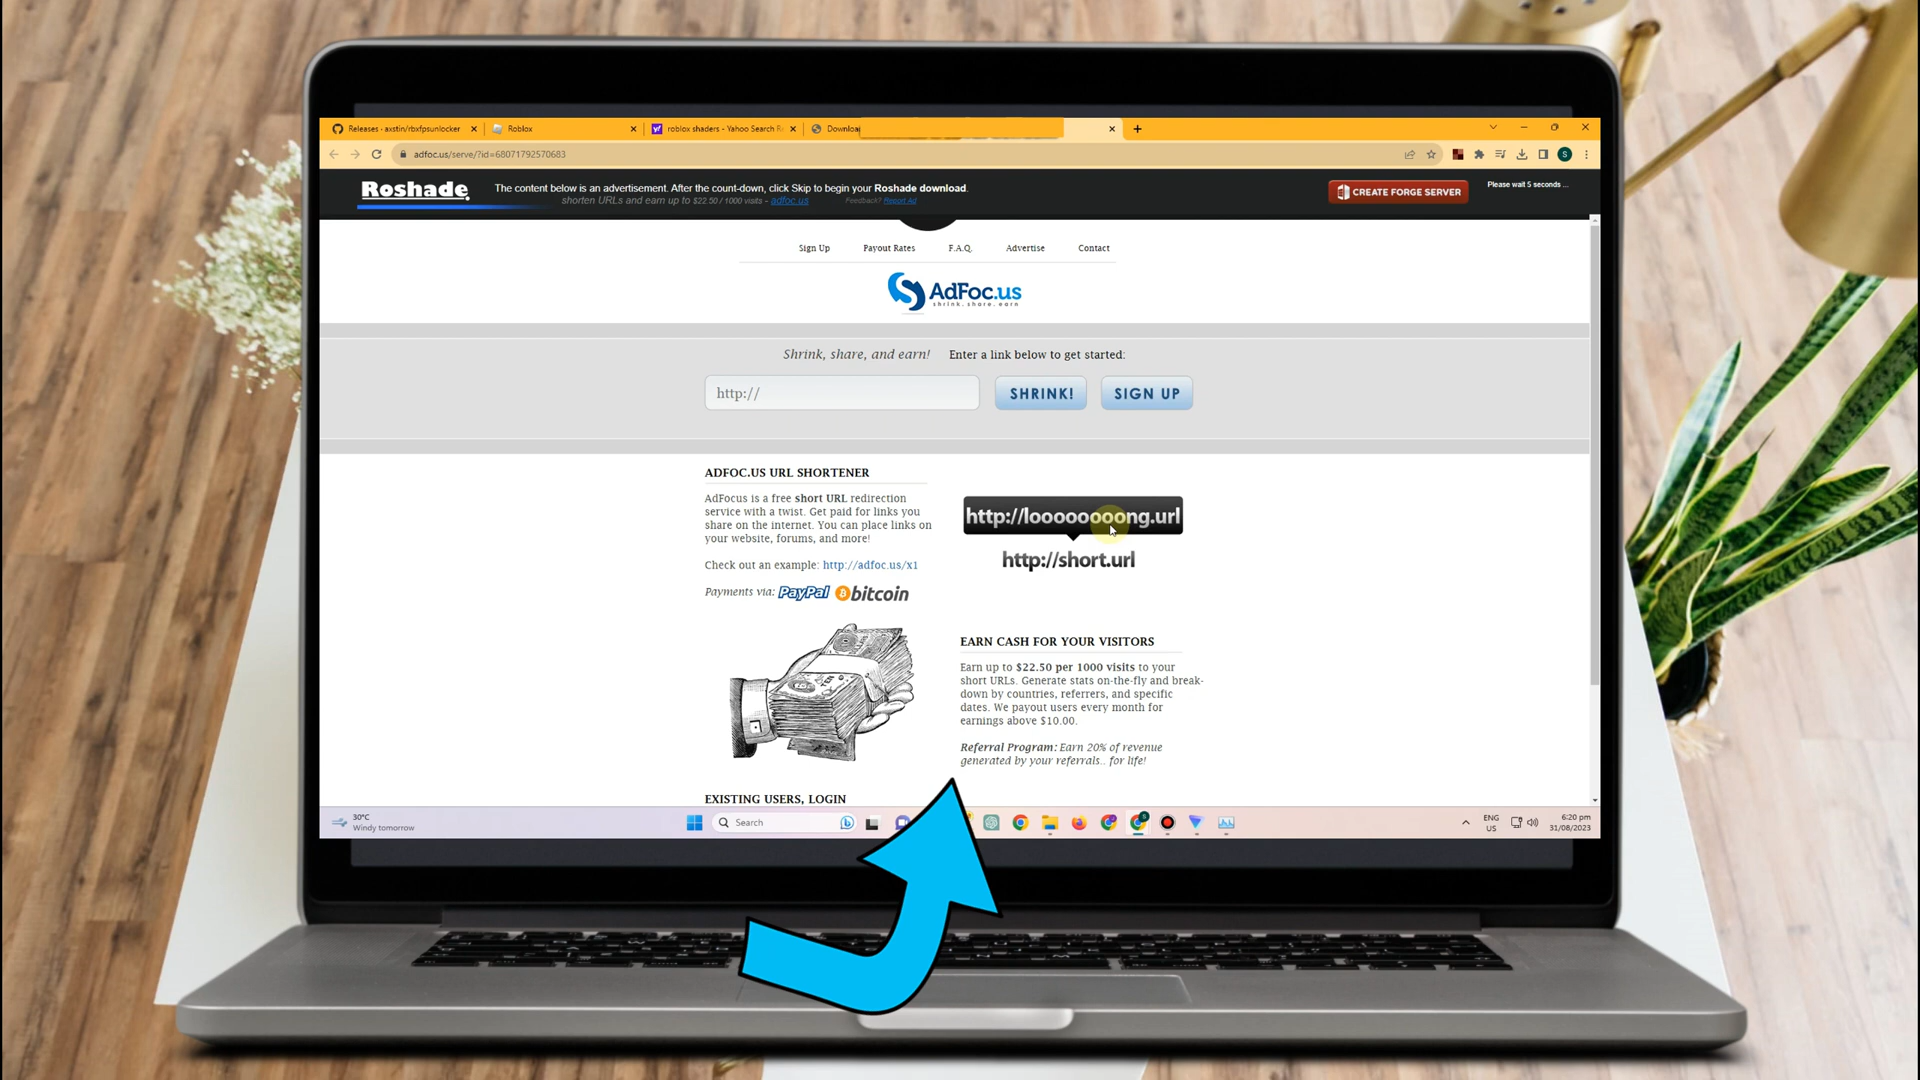 Releases · axstin/rbxfpsunlocker
Roblox
roblox shaders - Yahoo Search Re
Download
adfoc.us/serve/?id=68071792570683
S
Roshade.
The content below is an advertisement. After the count-down, click Skip to begin your Roshade download.
shorten URLs and earn up to $22.50 / 1000 visits - adfoc.us
Feedback? Report Ad
CREATE FORGE SERVER
Please wait 5 seconds ...
Sign Up
Payout Rates
F.A.Q.
Advertise
Contact
AdFoc.us
shrink. share. earn
Shrink, share, and earn!
Enter a link below to get started:
http://
SHRINK!
SIGN UP
ADFOC.US URL SHORTENER
AdFocus is a free short URL redirection
service with a twist. Get paid for links you
share on the internet. You can place links on
your website, forums, and more!
Check out an example: http://adfoc.us/x1
Payments via: PayPal bitcoin
http://looooooooong.url
http://short.url
EARN CASH FOR YOUR VISITORS
Earn up to $22.50 per 1000 visits to your
short URLs. Generate stats on-the-fly and break-
down by countries, referrers, and specific
dates. We payout users every month for
earnings above $10.00.
Referral Program: Earn 20% of revenue
generated by your referrals.. for life!
EXISTING USERS, LOGIN
30°C
Windy tomorrow
Search
ENG
US
6:20 pm
31/08/2023